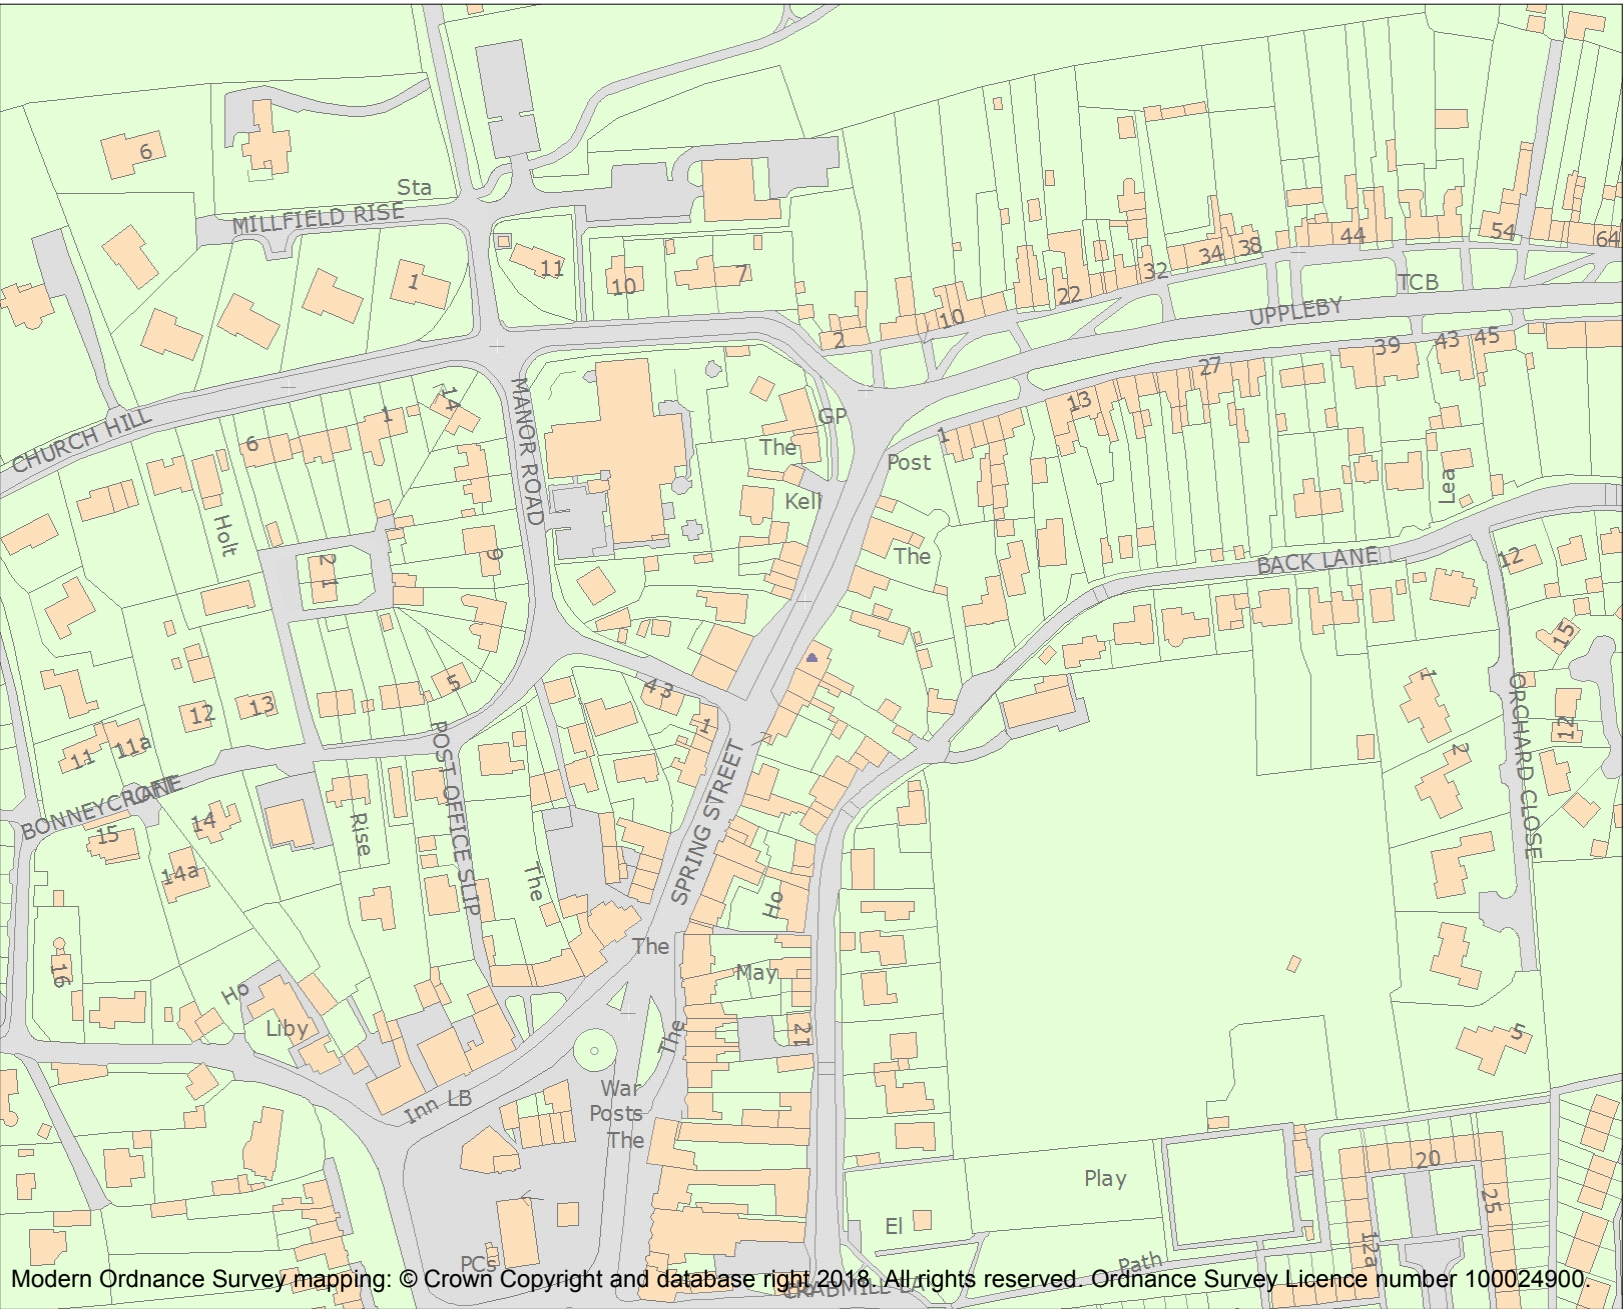 6
Sta
MILLFIELD RISE
1
11
10
7
2
10
22
32
34
38
44
54
64
TCB
UPPLEBY
39
43
45
27
13
1
GP
The
Post
Kell
The
CHURCH HILL
6
1
14
MANOR ROAD
Holt
21
9
Lea
BACK LANE
12
15
5
4
3
1
12
13
11
11a
1
2
12
ORCHARD CLOSE
BONNEYCROFT LANE
POST OFFICE SLIP
SPRING STREET
15
14
14a
Rise
The
Ho
The
May
16
Ho
Liby
The
21
5
Inn
LB
War
Posts
The
20
25
Play
El
12a
Path
PCs
CRABMILL LA
Modern Ordnance Survey mapping: © Crown Copyright and database right 2018. All rights reserved. Ordnance Survey Licence number 100024900.